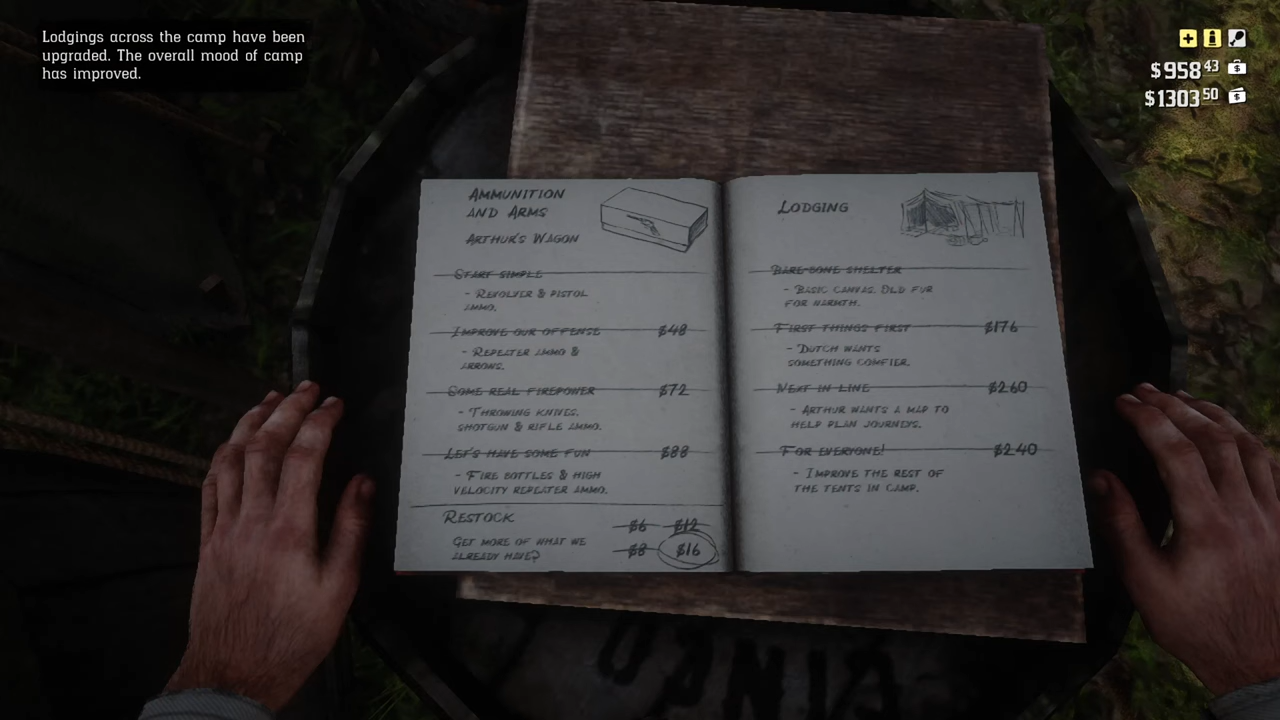 Lodgings across the camp have been
upgraded. The overall mood of camp
has improved.
$958 43
$1303 50
AMMUNITION
AND ARMS
ARTHUR'S WAGON
START SIMPLE
- REVOLVER & PISTOL
AMMO.
IMPROVE OUR OFFENSE $48
- REPEATER AMMO &
ARROWS.
SOME REAL FIREPOWER $72
- THROWING KNIVES.
SHOTGUN & RIFLE AMMO.
LET'S HAVE SOME FUN $88
- FIRE BOTTLES & HIGH
VELOCITY REPEATER AMMO.
RESTOCK
$6 $12
GET MORE OF WHAT WE
ALREADY HAVE?
$8 $16
LODGING
BARE-BONE SHELTER
- BASIC CANVAS. OLD FUR
FOR WARMTH.
FIRST THINGS FIRST $176
- DUTCH WANTS
SOMETHING COMFIER.
NEXT IN LINE $260
- ARTHUR WANTS A MAP TO
HELP PLAN JOURNEYS.
FOR EVERYONE! $240
- IMPROVE THE REST OF
THE TENTS IN CAMP.